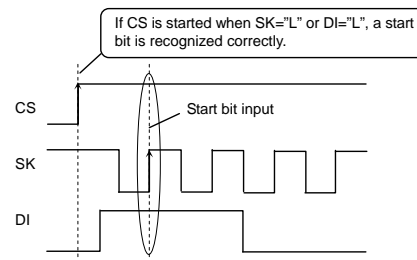 If CS is started when SK="L" or DI="L", a start
bit is recognized correctly.
CS
Start bit input
SK
DI